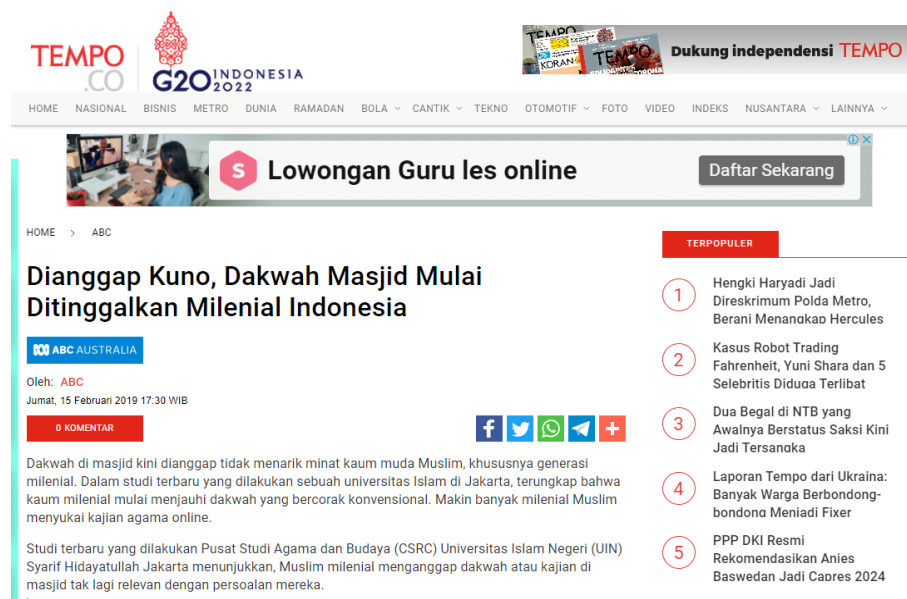 TEMPO
.CO
G20 INDONESIA
2022
TEMPO
KORAN
TEMPO
Dukung independensi TEMPO
HOME NASIONAL BISNIS METRO DUNIA RAMADAN BOLA CANTIK TEKNO OTOMOTIF FOTO VIDEO INDEKS NUSANTARA LAINNYA
S Lowongan Guru les online
Daftar Sekarang
HOME > ABC
Dianggap Kuno, Dakwah Masjid Mulai
Ditinggalkan Milenial Indonesia
ABC AUSTRALIA
Oleh: ABC
Jumat, 15 Februari 2019 17:30 WIB
0 KOMENTAR
Dakwah di masjid kini dianggap tidak menarik minat kaum muda Muslim, khususnya generasi
milenial. Dalam studi terbaru yang dilakukan sebuah universitas Islam di Jakarta, terungkap bahwa
kaum milenial mulai menjauhi dakwah yang bercorak konvensional. Makin banyak milenial Muslim
menyukai kajian agama online.
Studi terbaru yang dilakukan Pusat Studi Agama dan Budaya (CSRC) Universitas Islam Negeri (UIN)
Syarif Hidayatullah Jakarta menunjukkan, Muslim milenial menganggap dakwah atau kajian di
masjid tak lagi relevan dengan persoalan mereka.
TERPOPULER
1
Hengki Haryadi Jadi
Direskrimum Polda Metro,
Berani Menangkap Hercules
2
Kasus Robot Trading
Fahrenheit, Yuni Shara dan 5
Selebritis Diduga Terlibat
3
Dua Begal di NTB yang
Awalnya Berstatus Saksi Kini
Jadi Tersangka
4
Laporan Tempo dari Ukraina:
Banyak Warga Berbondong-
bondong Menjadi Fixer
5
PPP DKI Resmi
Rekomendasikan Anies
Baswedan Jadi Capres 2024